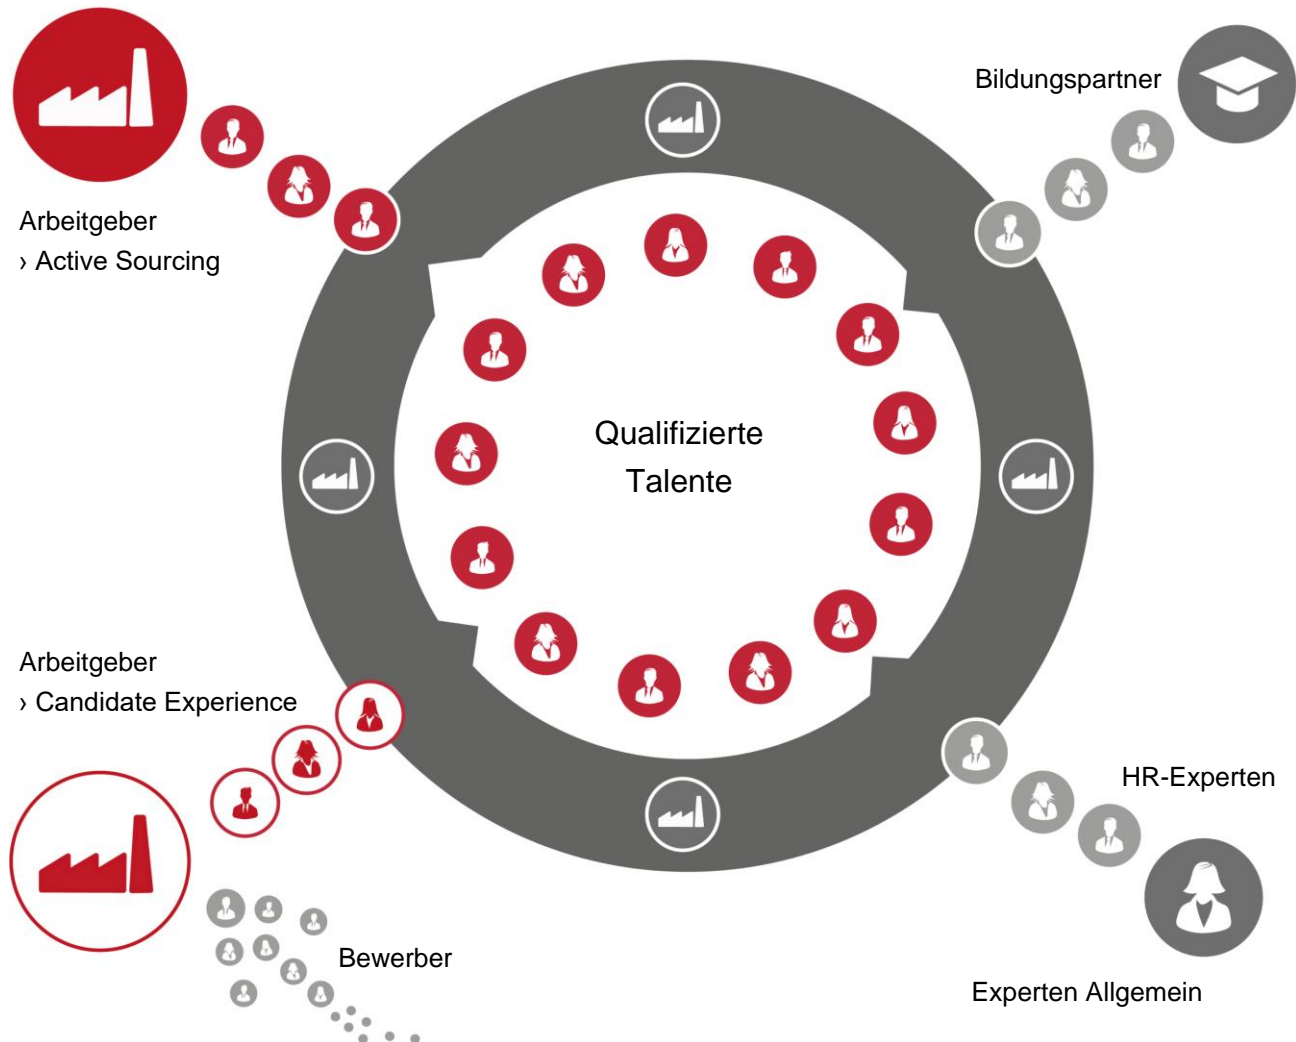 Bildungspartner
Arbeitgeber
› Active Sourcing
Qualifizierte
Talente
Arbeitgeber
› Candidate Experience
HR-Experten
Bewerber
Experten Allgemein